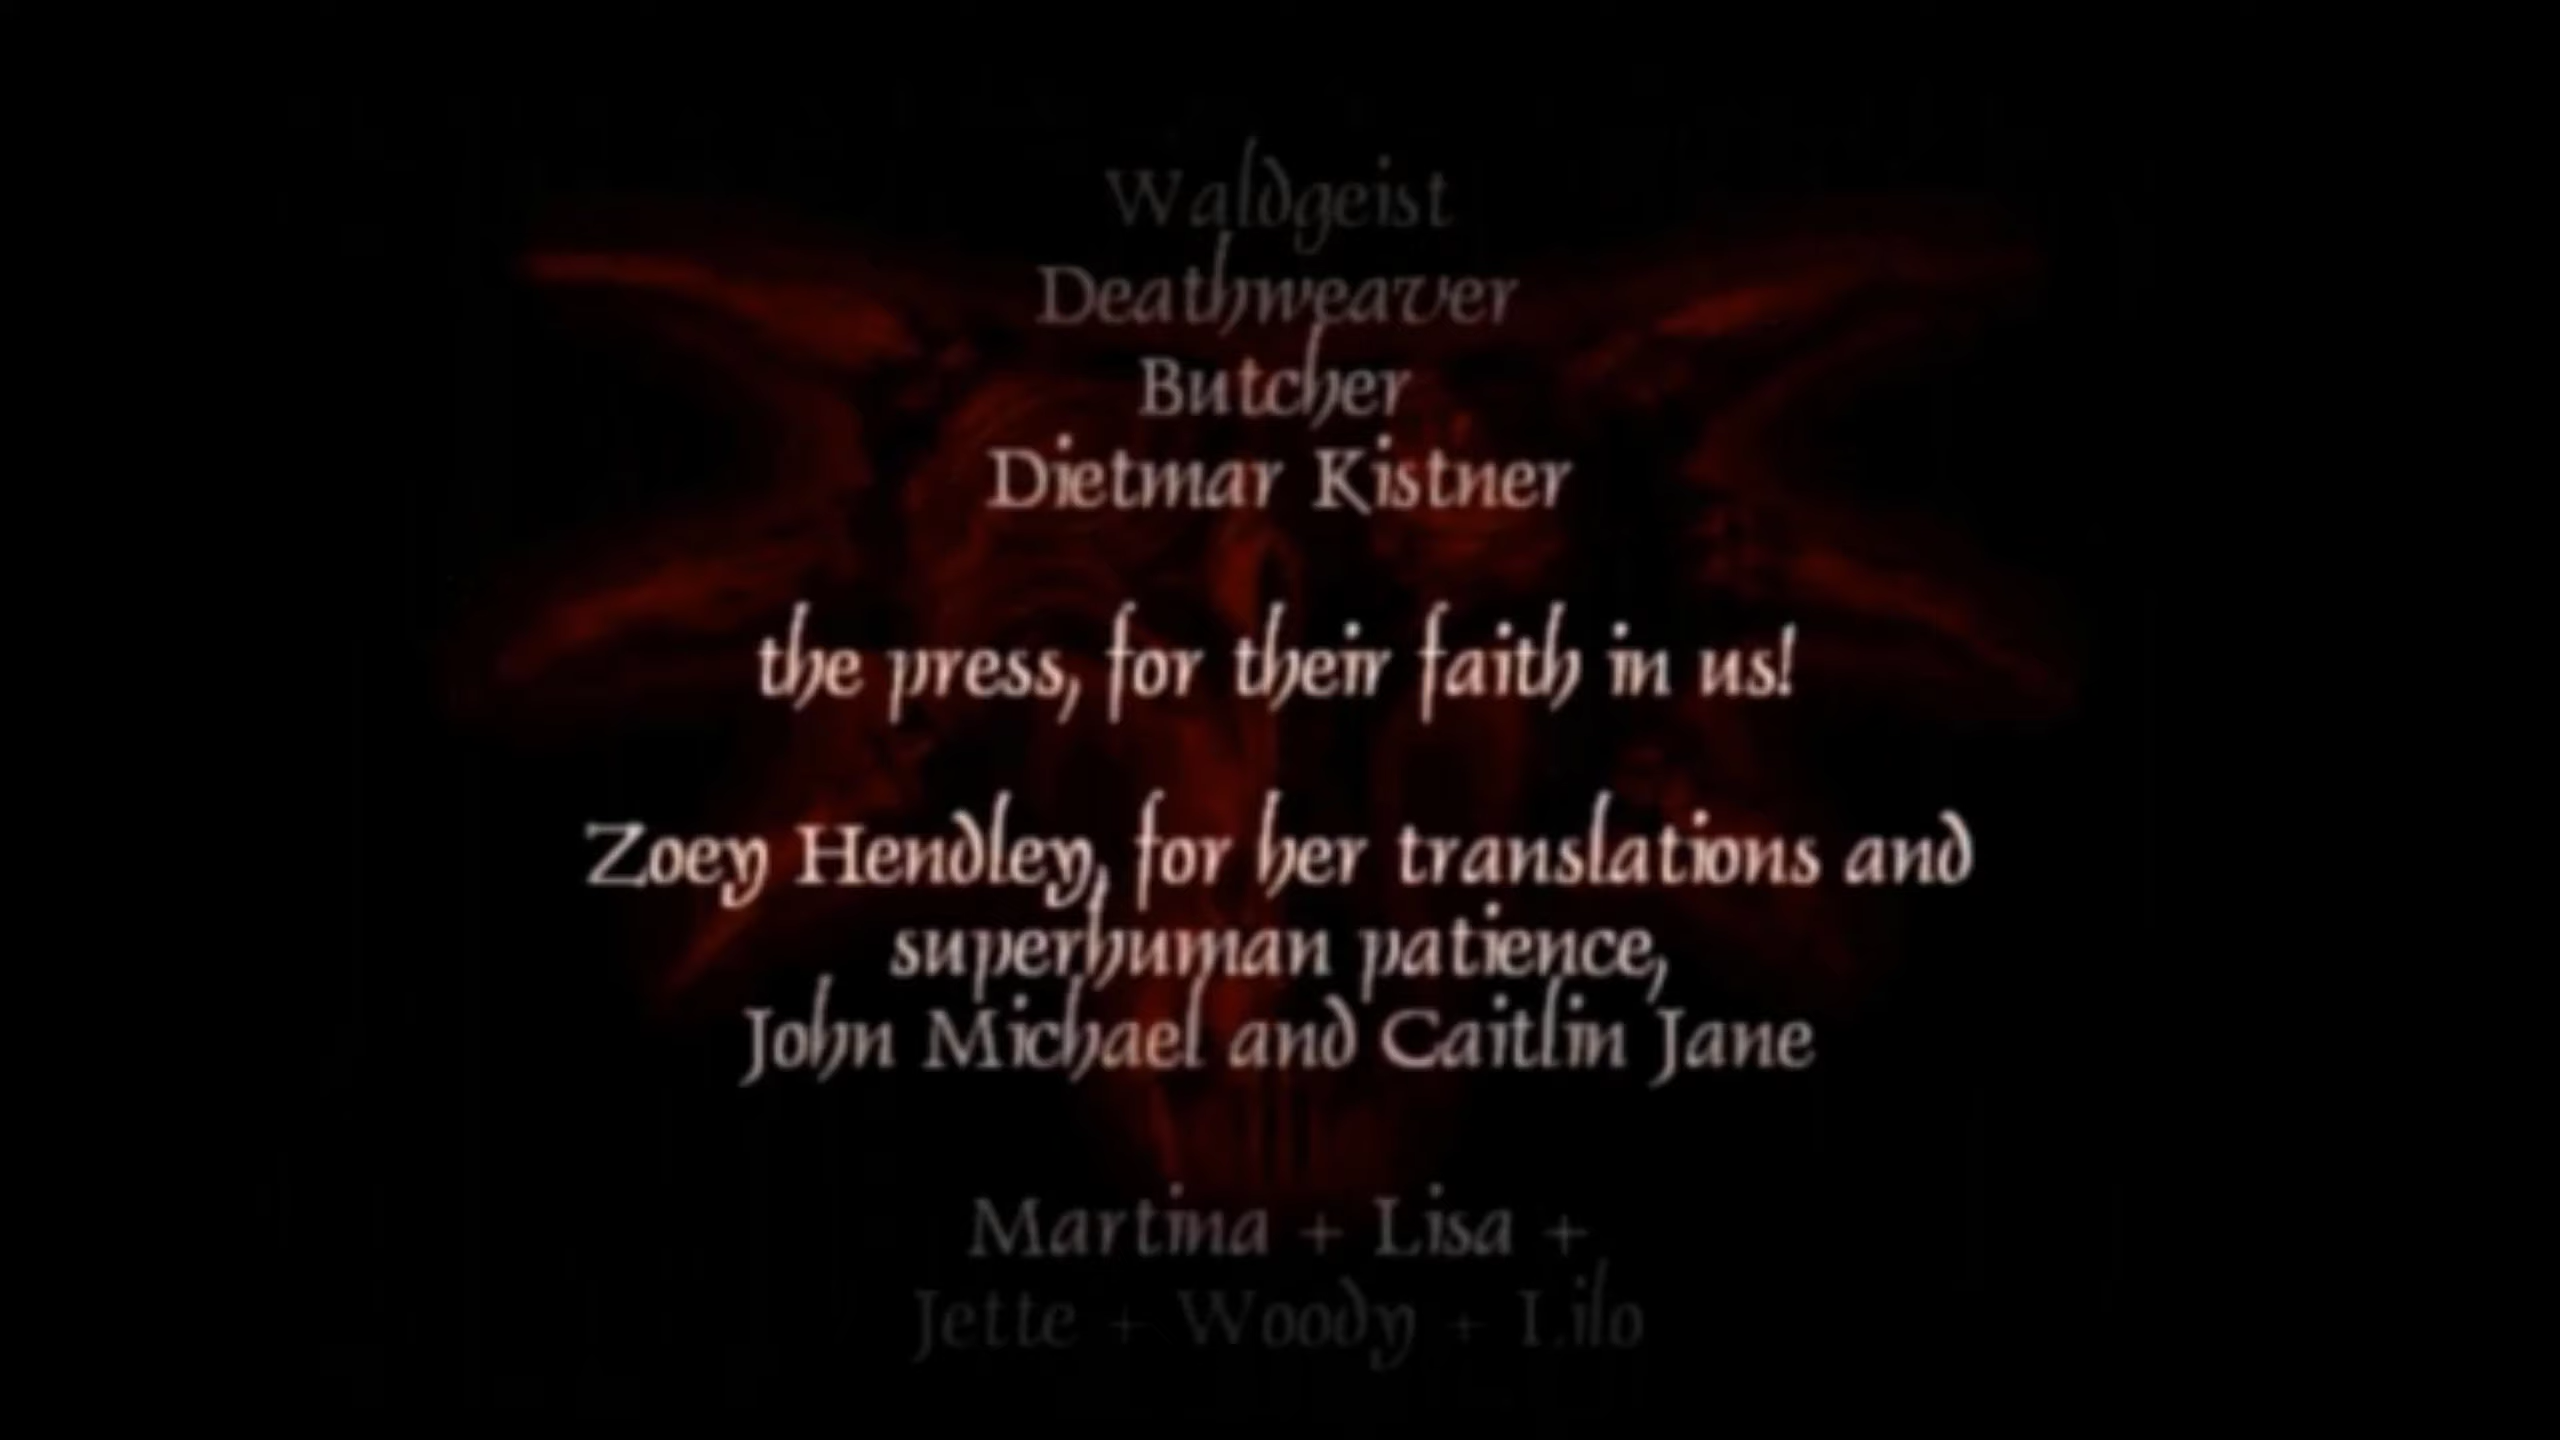 Waldgeist
Deathweaver
Butcher
Dietmar Kistner
the press, for their faith in us!
Zoey Hendley, for her translations and
superhuman patience,
John Michael and Caitlin Jane
Martina + Lisa +
Jette + Woody + Lilo